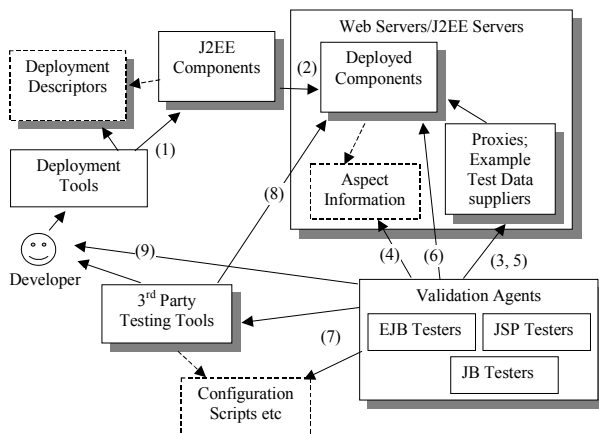 Web Servers/J2EE Servers
J2EE
Components
Deployment
Descriptors
(2)
Deployed
Components
(1)
Deployment
Tools
Proxies;
Example
Test Data
suppliers
Aspect
Information
(8)
Developer
(9)
(4)
(6)
(3, 5)
3rd Party
Testing Tools
Validation Agents
EJB Testers
JSP Testers
JB Testers
(7)
Configuration
Scripts etc